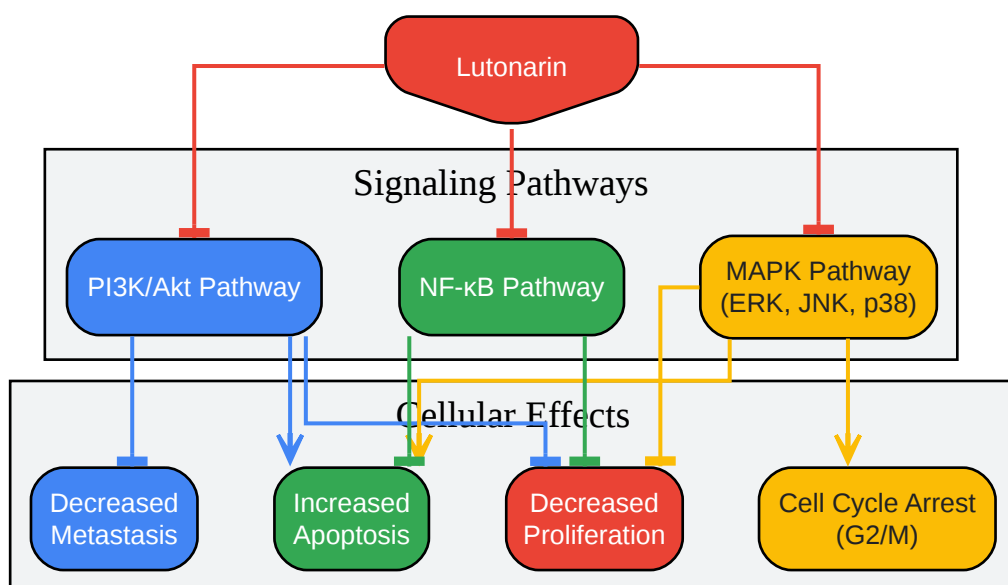 Lutonarin
Signaling Pathways
PI3K/Akt Pathway
NF-κB Pathway
MAPK Pathway
(ERK, JNK, p38)
Cellular Effects
Decreased
Metastasis
Increased
Apoptosis
Decreased
Proliferation
Cell Cycle Arrest
(G2/M)